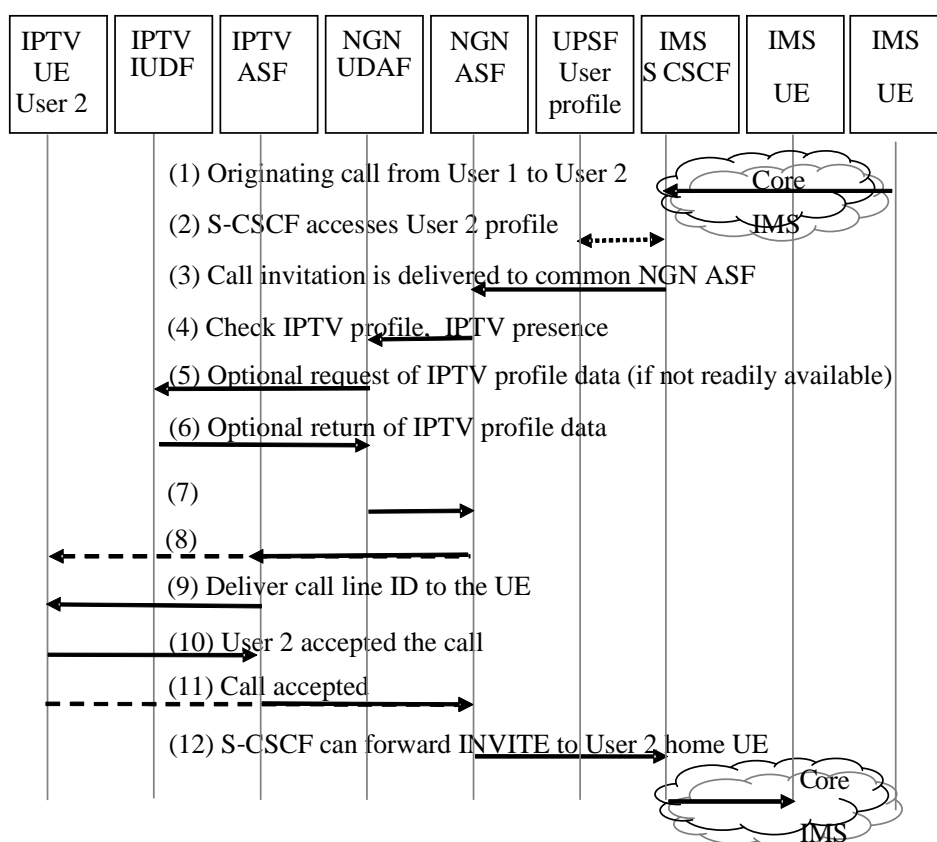 IPTV
UE
User 2
IPTV
IUDF
IPTV
ASF
NGN
UDAF
NGN
ASF
UPSF
User
profile
IMS
S CSCF
IMS
UE
IMS
UE
(1) Originating call from User 1 to User 2
Core
IMS
(2) S-CSCF accesses User 2 profile
(3) Call invitation is delivered to common NGN ASF
(4) Check IPTV profile, IPTV presence
(5) Optional request of IPTV profile data (if not readily available)
(6) Optional return of IPTV profile data
(7)
(8)
(9) Deliver call line ID to the UE
(10) User 2 accepted the call
(11) Call accepted
(12) S-CSCF can forward INVITE to User 2 home UE
Core
IMS